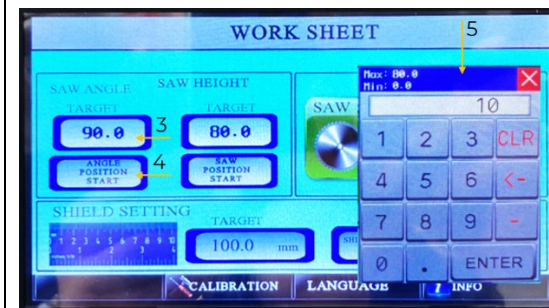 WORK SHEET
5
SAW ANGLE
SAW HEIGHT
TARGET
TARGET
90.0
3
80.0
ANGLE
POSITION
START
4
SAW
POSITION
START
SAW
SHIELD SETTING
TARGET
100.0 mm
CALIBRATION
LANGUAGE
INFO
Max: 80.0
Min: 0.0
X
10
1 2 3 CLR
4 5 6 <-
7 8 9 -
0 . ENTER